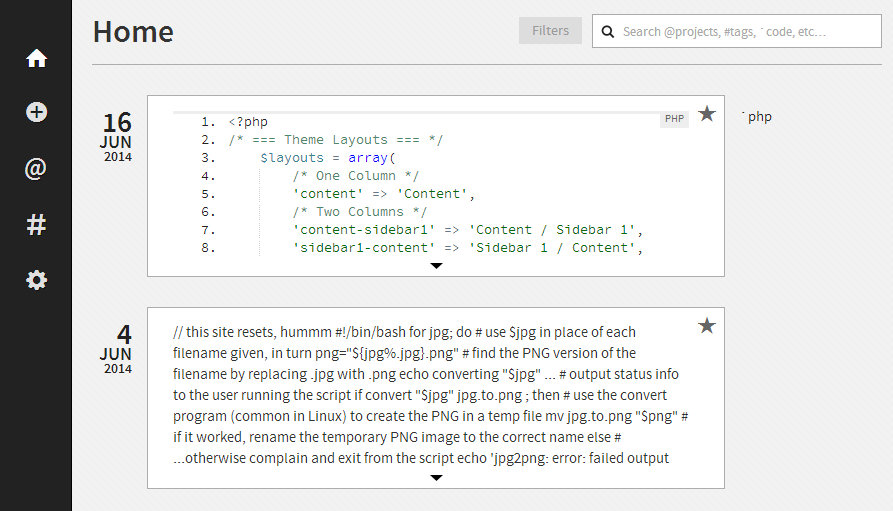 Home
Filters
Search @projects, #tags, `code, etc...
16
JUN
2014
1. <?php
2. /* === Theme Layouts === */
3. $layouts = array(
4. /* One Column */
5. 'content' => 'Content',
6. /* Two Columns */
7. 'content-sidebar1' => 'Content / Sidebar 1',
8. 'sidebar1-content' => 'Sidebar 1 / Content',
PHP
` php
@
#
4
JUN
2014
// this site resets, hummm #!/bin/bash for jpg; do # use $jpg in place of each
filename given, in turn png="${jpg%.jpg}.png" # find the PNG version of the
filename by replacing .jpg with .png echo converting "$jpg" ... # output status info
to the user running the script if convert "$jpg" jpg.to.png ; then # use the convert
program (common in Linux) to create the PNG in a temp file mv jpg.to.png "$png" #
if it worked, rename the temporary PNG image to the correct name else #
...otherwise complain and exit from the script echo 'jpg2png: error: failed output